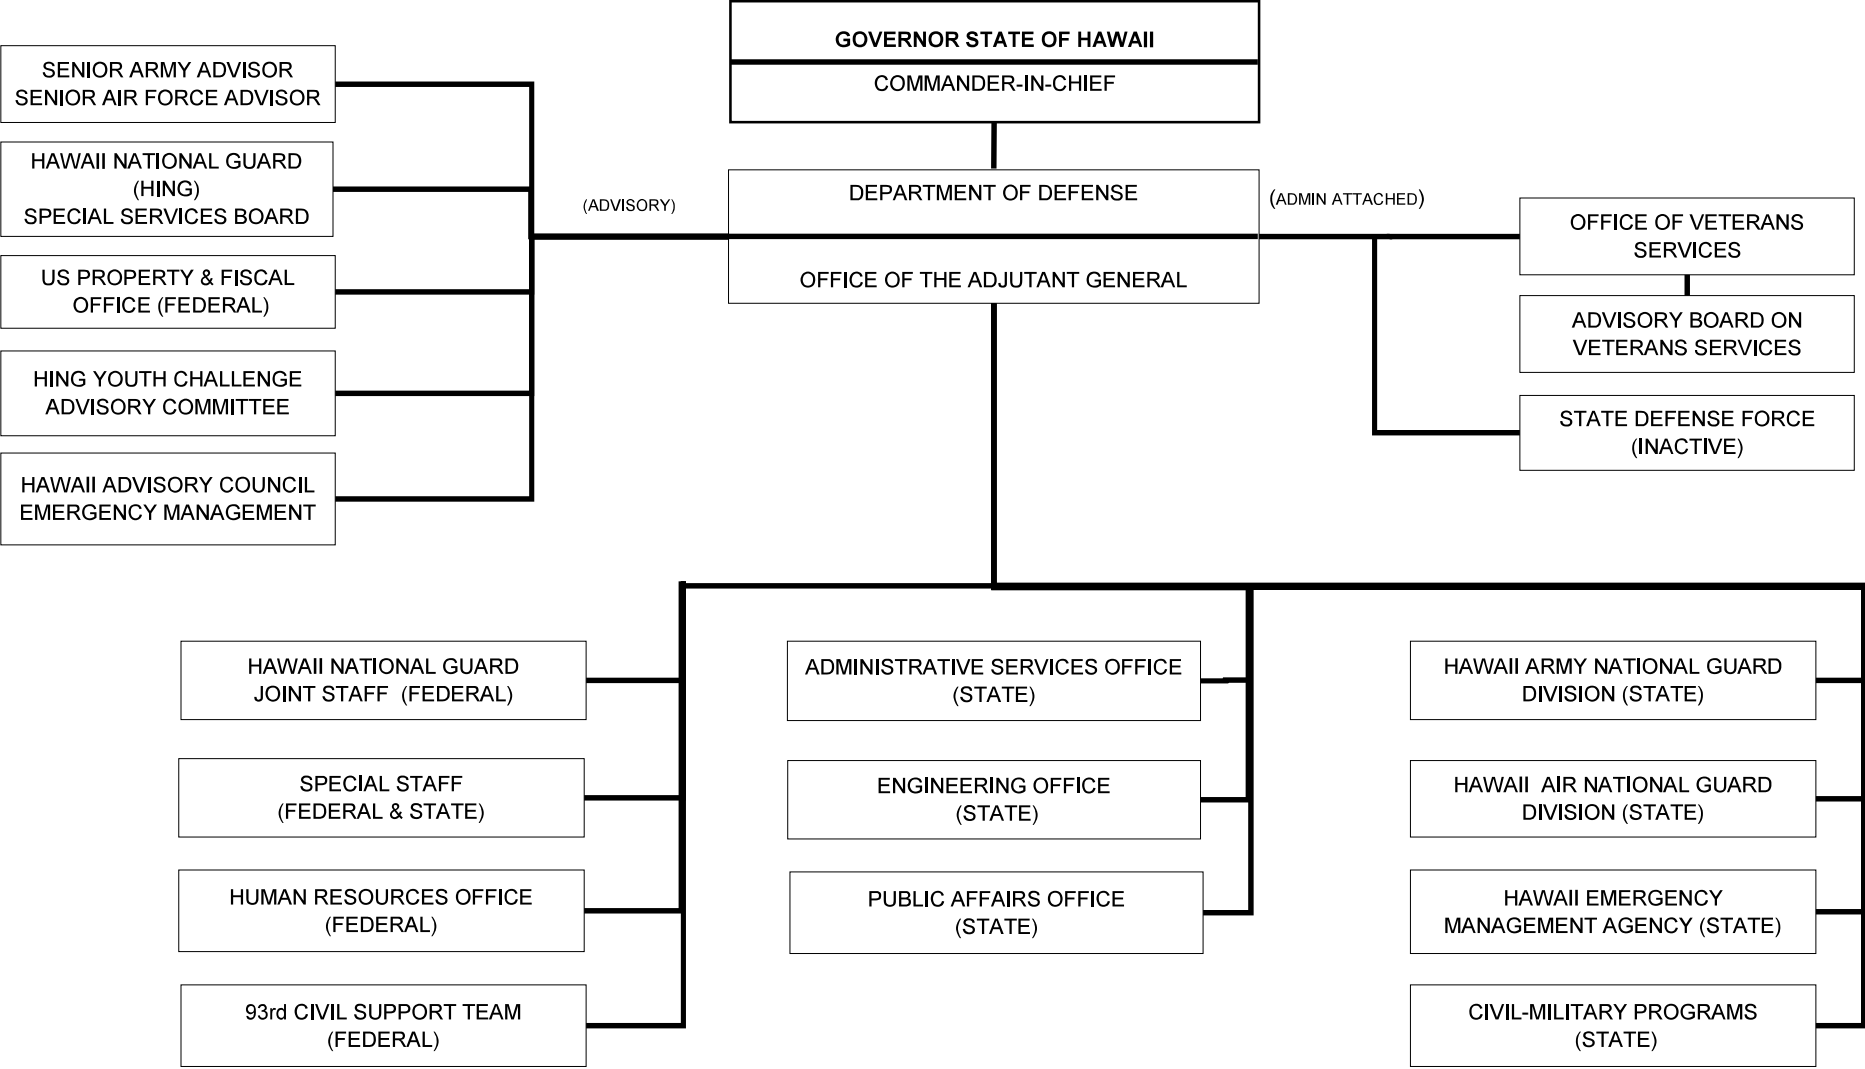 GOVERNOR STATE OF HAWAII
COMMANDER-IN-CHIEF
SENIOR ARMY ADVISOR
SENIOR AIR FORCE ADVISOR
HAWAII NATIONAL GUARD
(HING)
SPECIAL SERVICES BOARD
US PROPERTY & FISCAL
OFFICE (FEDERAL)
HING YOUTH CHALLENGE
ADVISORY COMMITTEE
HAWAII ADVISORY COUNCIL
EMERGENCY MANAGEMENT
(ADVISORY)
DEPARTMENT OF DEFENSE
OFFICE OF THE ADJUTANT GENERAL
(ADMIN ATTACHED)
OFFICE OF VETERANS
SERVICES
ADVISORY BOARD ON
VETERANS SERVICES
STATE DEFENSE FORCE
(INACTIVE)
HAWAII NATIONAL GUARD
JOINT STAFF (FEDERAL)
SPECIAL STAFF
(FEDERAL & STATE)
HUMAN RESOURCES OFFICE
(FEDERAL)
93rd CIVIL SUPPORT TEAM
(FEDERAL)
ADMINISTRATIVE SERVICES OFFICE
(STATE)
ENGINEERING OFFICE
(STATE)
PUBLIC AFFAIRS OFFICE
(STATE)
HAWAII ARMY NATIONAL GUARD
DIVISION (STATE)
HAWAII AIR NATIONAL GUARD
DIVISION (STATE)
HAWAII EMERGENCY
MANAGEMENT AGENCY (STATE)
CIVIL-MILITARY PROGRAMS
(STATE)